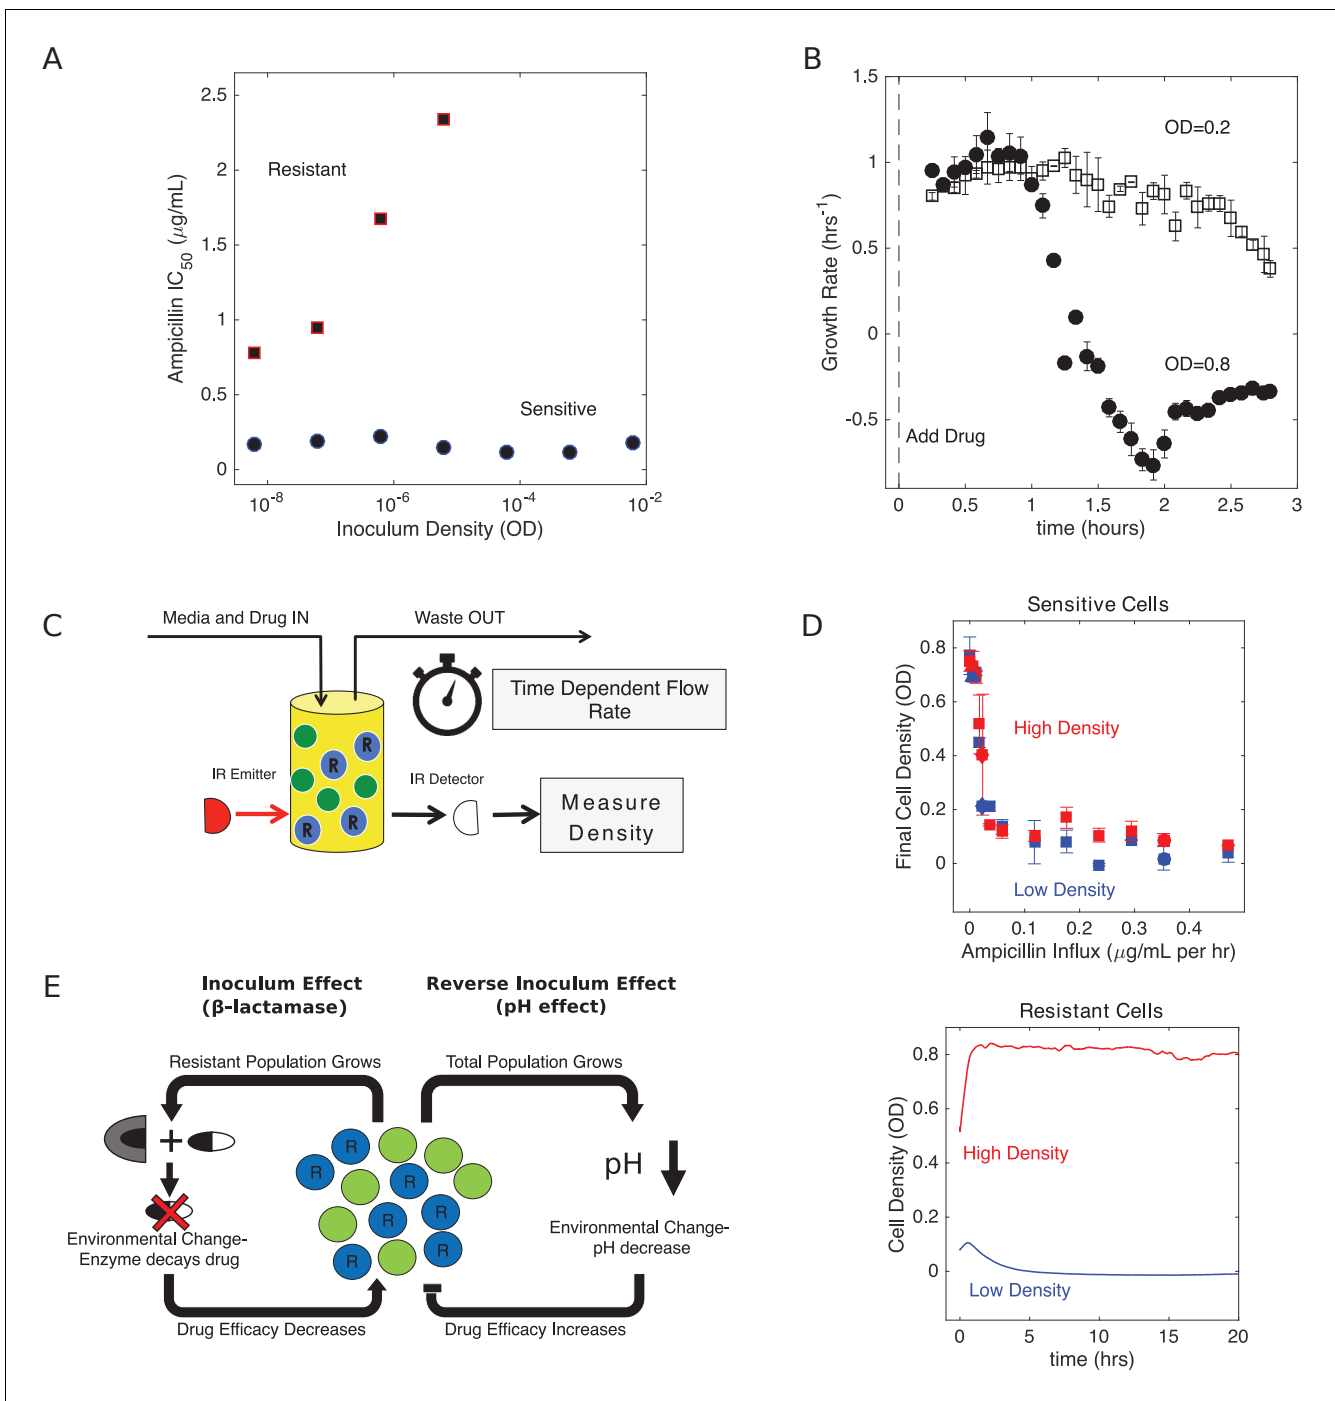 A
2.5
2
1.5
1
0.5
0
Ampicillin IC50 (μg/mL)
Resistant
Sensitive
10-8
10-6
10-4
10-2
Inoculum Density (OD)
B
1.5
1
0.5
0
-0.5
Growth Rate (hrs-1)
OD=0.2
OD=0.8
Add Drug
0
0.5
1
1.5
2
2.5
3
time (hours)
C
Media and Drug IN
Waste OUT
Time Dependent Flow
Rate
IR Emitter
IR Detector
R
R
R
R
Measure
Density
D
Sensitive Cells
0.8
0.6
0.4
0.2
0
Final Cell Density (OD)
High Density
Low Density
0
0.1
0.2
0.3
0.4
Ampicillin Influx (μg/mL per hr)
Resistant Cells
0.8
0.6
0.4
0.2
0
Cell Density (OD)
High Density
0.8
0
Low Density
0
5
10
15
20
time (hrs)
E
Inoculum Effect
(β-lactamase)
Reverse Inoculum Effect
(pH effect)
Resistant Population Grows
Total Population Grows
+
R
R
R
R
R
R
R
pH
Environmental Change-
Enzyme decays drug
Environmental Change-
pH decrease
Drug Efficacy Decreases
Drug Efficacy Increases